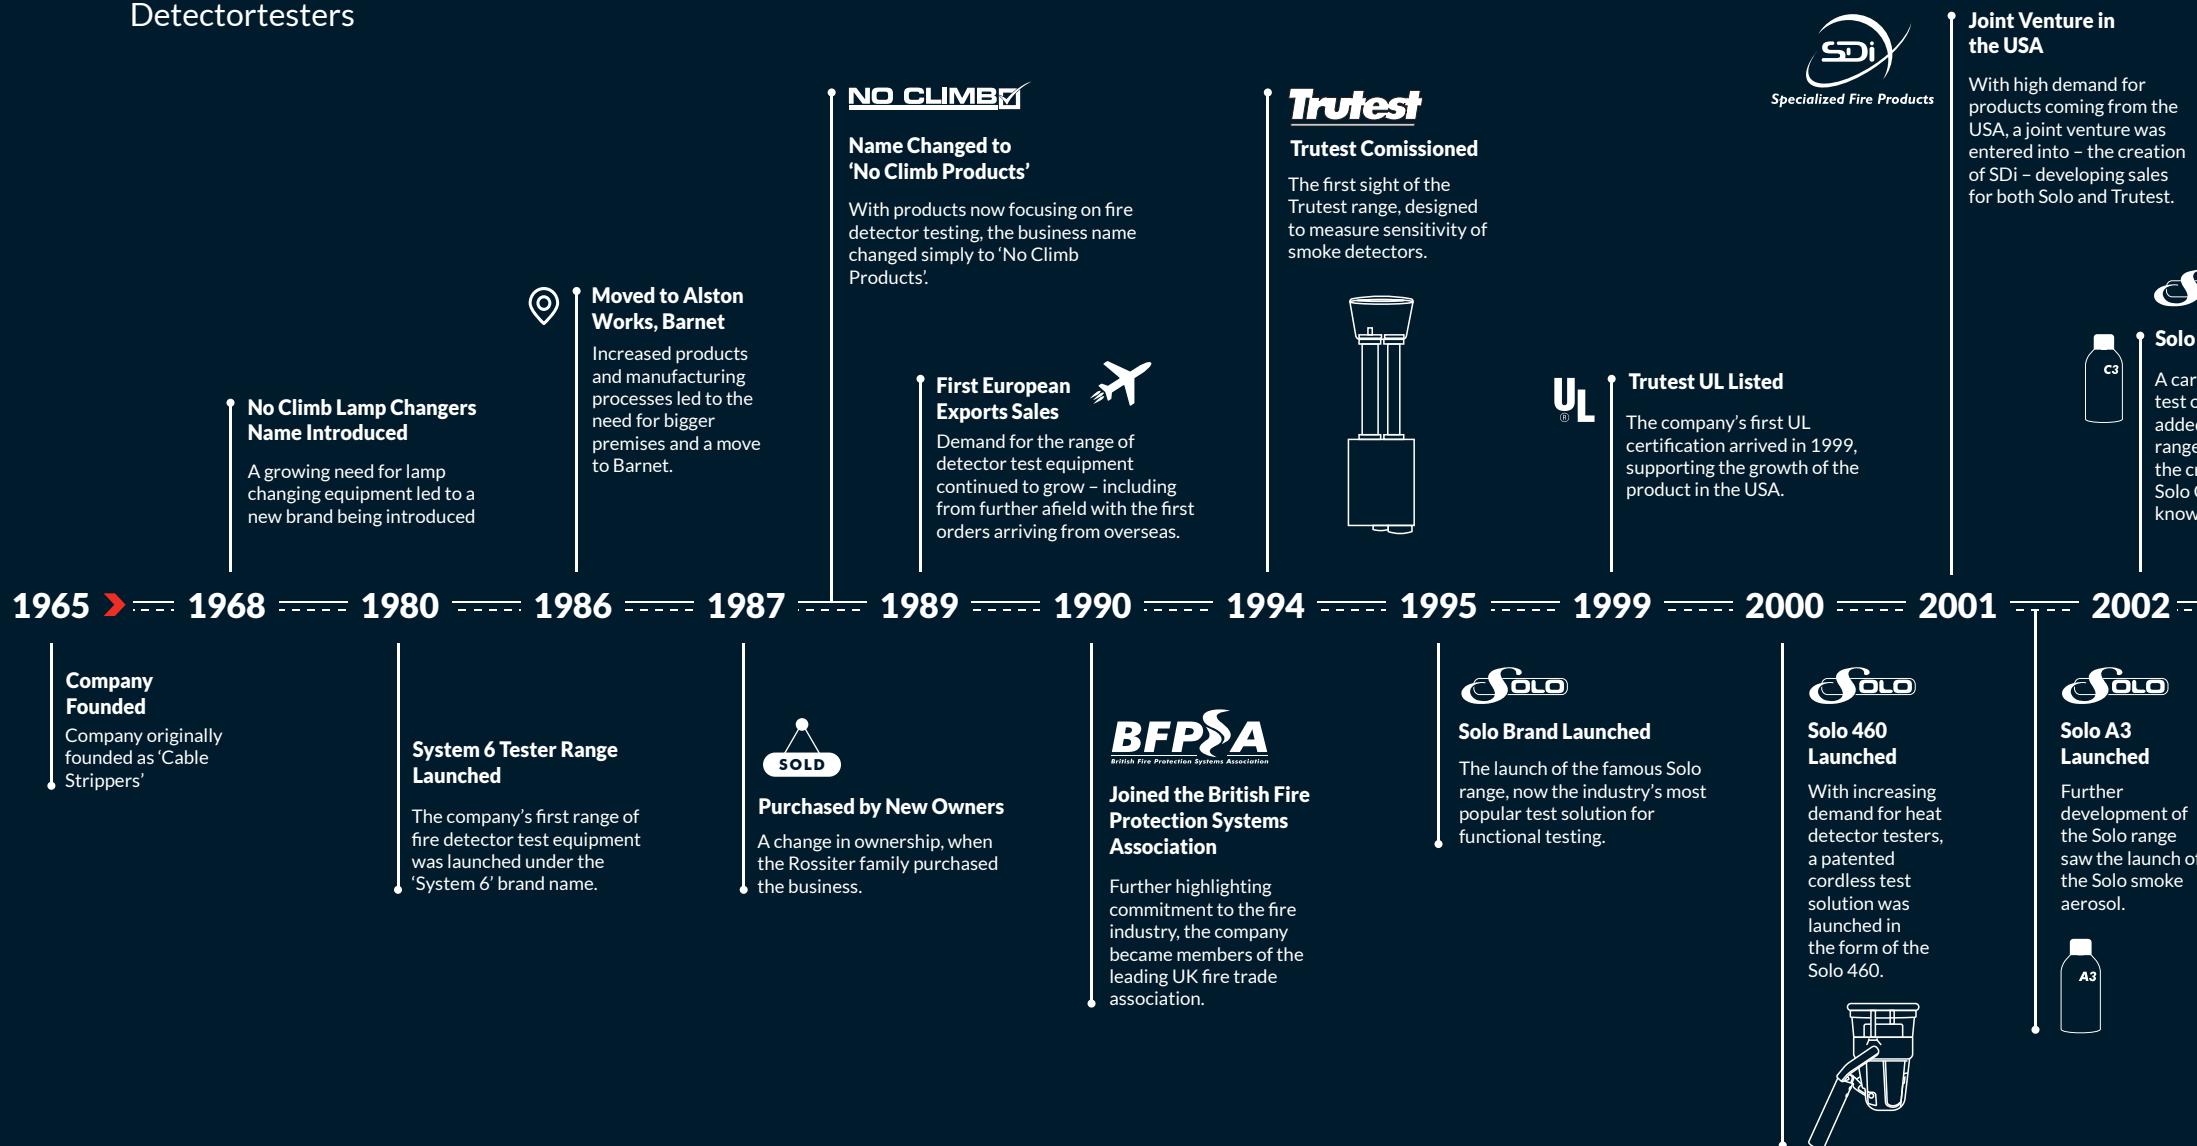 Detectortesters
SDi
Specialized Fire Products
Joint Venture in
the USA
With high demand for
products coming from the
USA, a joint venture was
entered into – the creation
of SDi – developing sales
for both Solo and Trutest.
NO CLIMB
Name Changed to
‘No Climb Products’
With products now focusing on fire
detector testing, the business name
changed simply to ‘No Climb
Products’.
Trutest
Trutest Comissioned
The first sight of the
Trutest range, designed
to measure sensitivity of
smoke detectors.
Moved to Alston
Works, Barnet
Increased products
and manufacturing
processes led to the
need for bigger
premises and a move
to Barnet.
First European
Exports Sales
Demand for the range of
detector test equipment
continued to grow – including
from further afield with the first
orders arriving from overseas.
UL
®
Trutest UL Listed
The company’s first UL
certification arrived in 1999,
supporting the growth of the
product in the USA.
C3
Solo
A car
test
added
range
the
Solo
know
No Climb Lamp Changers
Name Introduced
A growing need for lamp
changing equipment led to a
new brand being introduced
1965 1968 1980 1986 1987 1989 1990 1994 1995 1999 2000 2001 2002
Company
Founded
Company originally
founded as ‘Cable
Strippers’
System 6 Tester Range
Launched
The company’s first range of
fire detector test equipment
was launched under the
‘System 6’ brand name.
SOLD
Purchased by New Owners
A change in ownership, when
the Rossiter family purchased
the business.
BFPSA
British Fire Protection Systems Association
Joined the British Fire
Protection Systems
Association
Further highlighting
commitment to the fire
industry, the company
became members of the
leading UK fire trade
association.
SOLO
Solo Brand Launched
The launch of the famous Solo
range, now the industry’s most
popular test solution for
functional testing.
SOLO
Solo 460
Launched
With increasing
demand for heat
detector testers,
a patented
cordless test
solution was
launched in
the form of the
Solo 460.
SOLO
Solo A3
Launched
Further
development of
the Solo range
saw the launch of
the Solo smoke
aerosol.
A3